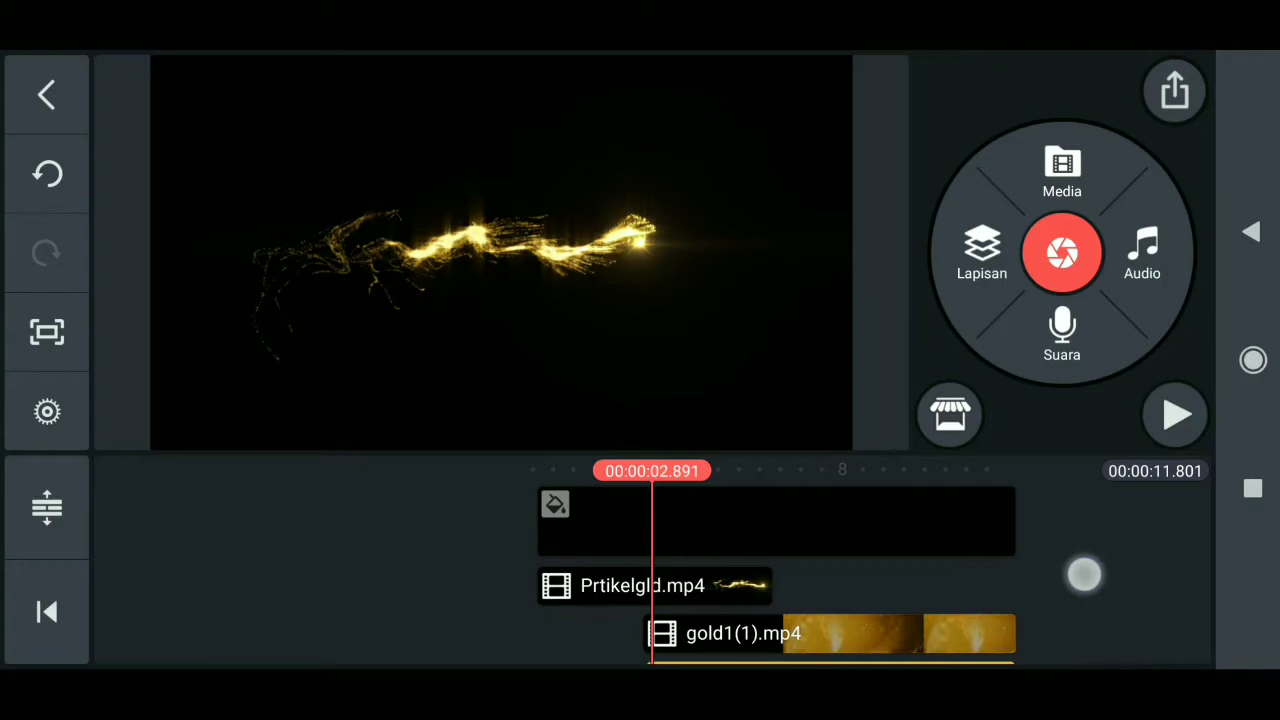 Media
Lapisan
Audio
Suara
00:00:02.891
8
00:00:11.801
Prtikelgld.mp4
gold1(1).mp4